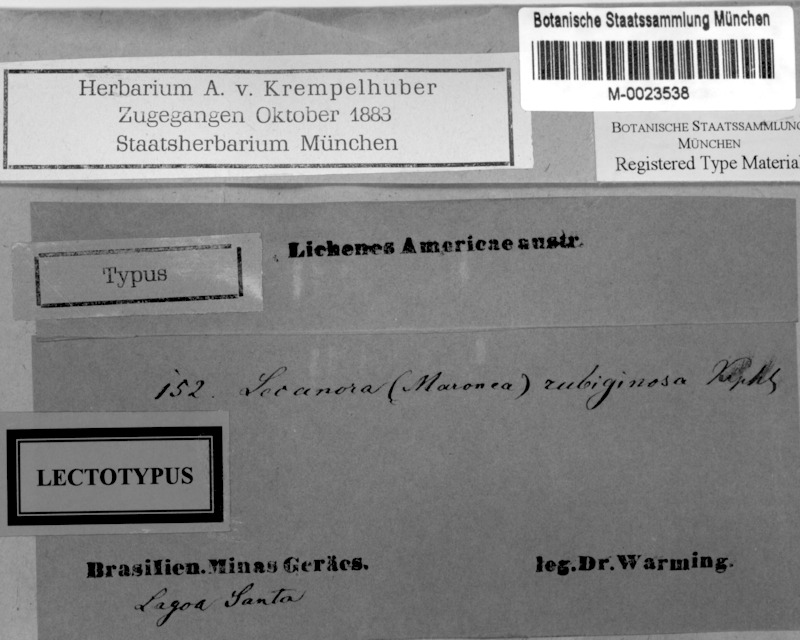 Botanische Staatssammlung München
M-0023538
Herbarium A. v. Krempelhuber
Zugegangen Oktober 1883
Staatsherbarium München
BOTANISCHE STAATSSAMMLUNG
MÜNCHEN
Registered Type Material
Lichenes Americae austr.
Typus
152. Lecanora (Maronea) rubiginosa Kphbr
LECTOTYPUS
Brasilien. Minas Geräes.
leg. Dr. Warming.
Lagoa Santa